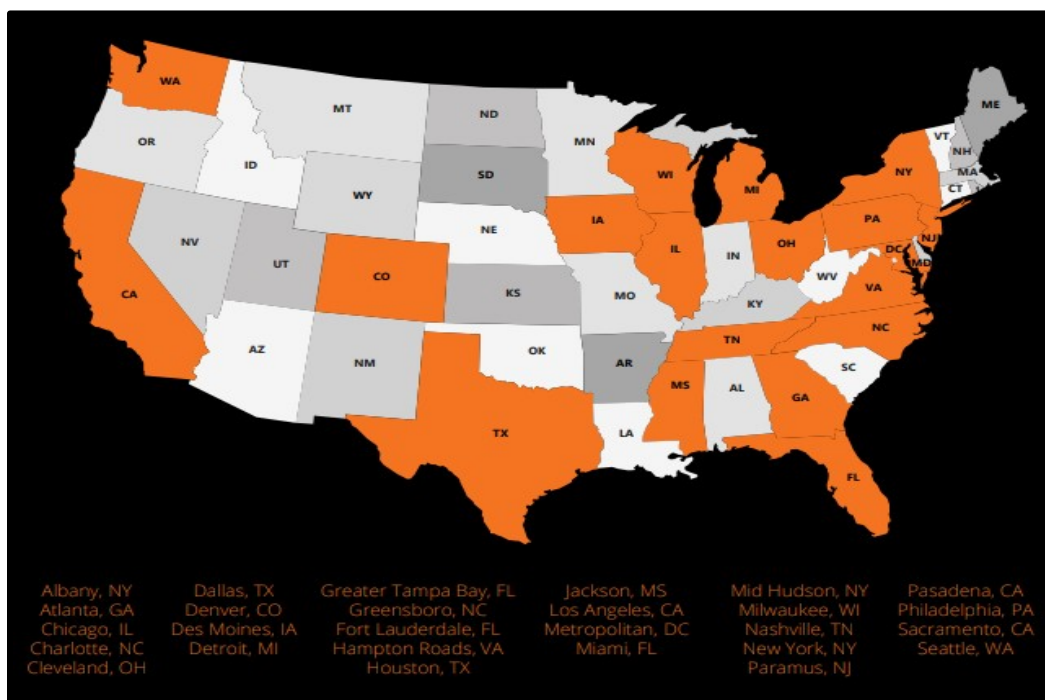 WA
MT
ND
MN
ME
VT
NH
OR
ID
SD
WI
MI
NY
MA
CT
WY
IA
PA
NE
NJ
NV
UT
CO
IL
IN
OH
DC
MD
CA
KS
MO
WV
VA
KY
AZ
NM
OK
AR
TN
NC
SC
MS
AL
GA
TX
LA
FL
Albany, NY
Atlanta, GA
Chicago, IL
Charlotte, NC
Cleveland, OH
Dallas, TX
Denver, CO
Des Moines, IA
Detroit, MI
Greater Tampa Bay, FL
Greensboro, NC
Fort Lauderdale, FL
Hampton Roads, VA
Houston, TX
Jackson, MS
Los Angeles, CA
Metropolitan, DC
Miami, FL
Mid Hudson, NY
Milwaukee, WI
Nashville, TN
New York, NY
Paramus, NJ
Pasadena, CA
Philadelphia, PA
Sacramento, CA
Seattle, WA